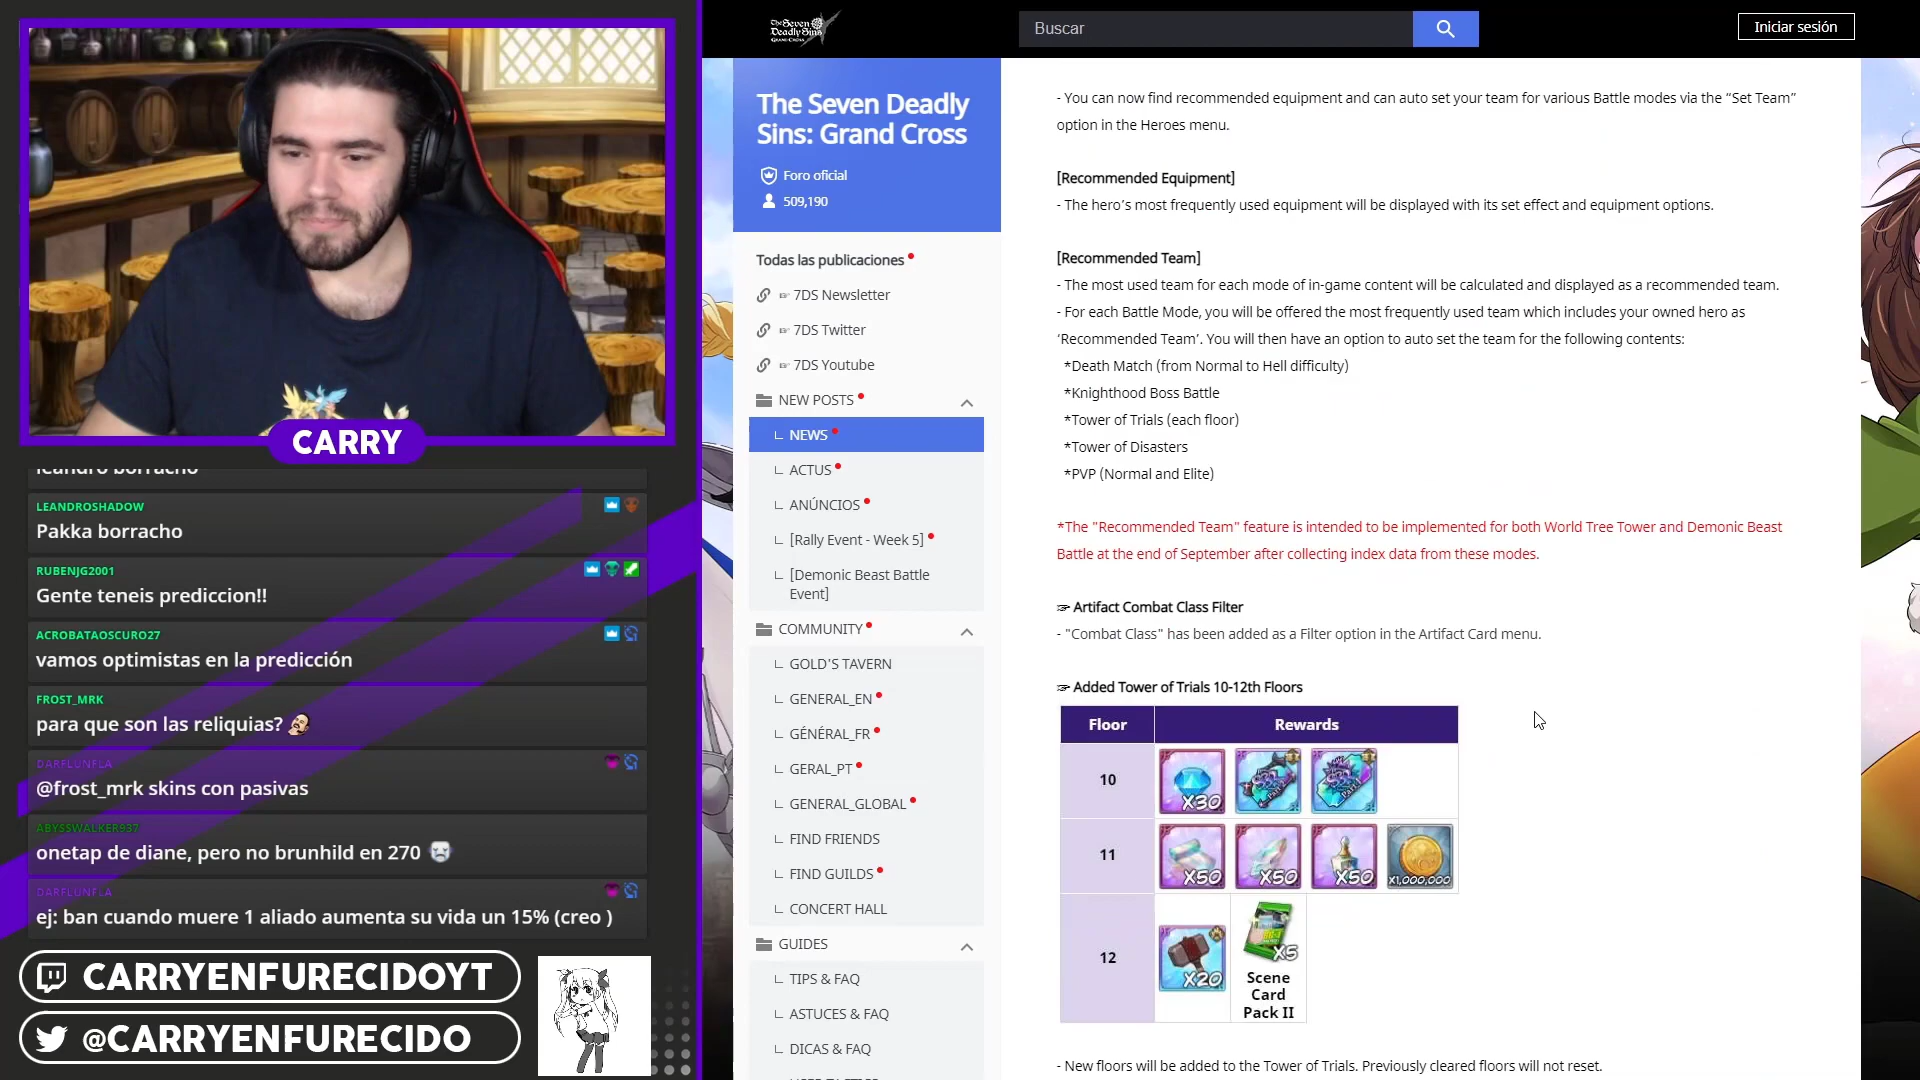 CARRY
leandro borracho
LEANDROSHADOW
Pakka borracho
RUBENJG2001
Gente teneis prediccion!!
ACROBATAOSCURO27
vamos optimistas en la predicción
FROST_MRK
para que son las reliquias?
DARFLUNFLA
@frost_mrk skins con pasivas
ABYSSWALKER937
onetap de diane, pero no brunhild en 270
DARFLUNFLA
ej: ban cuando muere 1 aliado aumenta su vida un 15% (creo )
CARRYENFURECIDOYT
@CARRYENFURECIDO
The Seven
Deadly Sins
GRAND CROSS
Buscar
Iniciar sesión
The Seven Deadly
Sins: Grand Cross
Foro oficial
509,190
Todas las publicaciones
☞ 7DS Newsletter
☞ 7DS Twitter
☞ 7DS Youtube
NEW POSTS
NEWS
ACTUS
ANÚNCIOS
[Rally Event - Week 5]
[Demonic Beast Battle
Event]
COMMUNITY
GOLD'S TAVERN
GENERAL_EN
GÉNÉRAL_FR
GERAL_PT
GENERAL_GLOBAL
FIND FRIENDS
FIND GUILDS
CONCERT HALL
GUIDES
TIPS & FAQ
ASTUCES & FAQ
DICAS & FAQ
- You can now find recommended equipment and can auto set your team for various Battle modes via the “Set Team”
option in the Heroes menu.
[Recommended Equipment]
- The hero’s most frequently used equipment will be displayed with its set effect and equipment options.
[Recommended Team]
- The most used team for each mode of in-game content will be calculated and displayed as a recommended team.
- For each Battle Mode, you will be offered the most frequently used team which includes your owned hero as
‘Recommended Team’. You will then have an option to auto set the team for the following contents:
*Death Match (from Normal to Hell difficulty)
*Knighthood Boss Battle
*Tower of Trials (each floor)
*Tower of Disasters
*PVP (Normal and Elite)
*The "Recommended Team" feature is intended to be implemented for both World Tree Tower and Demonic Beast
Battle at the end of September after collecting index data from these modes.
☞ Artifact Combat Class Filter
- "Combat Class" has been added as a Filter option in the Artifact Card menu.
☞ Added Tower of Trials 10-12th Floors
Floor Rewards
10 X30
11 X50 X50 X50 X1,000,000
12 X20 X5
Scene
Card
Pack II
- New floors will be added to the Tower of Trials. Previously cleared floors will not reset.